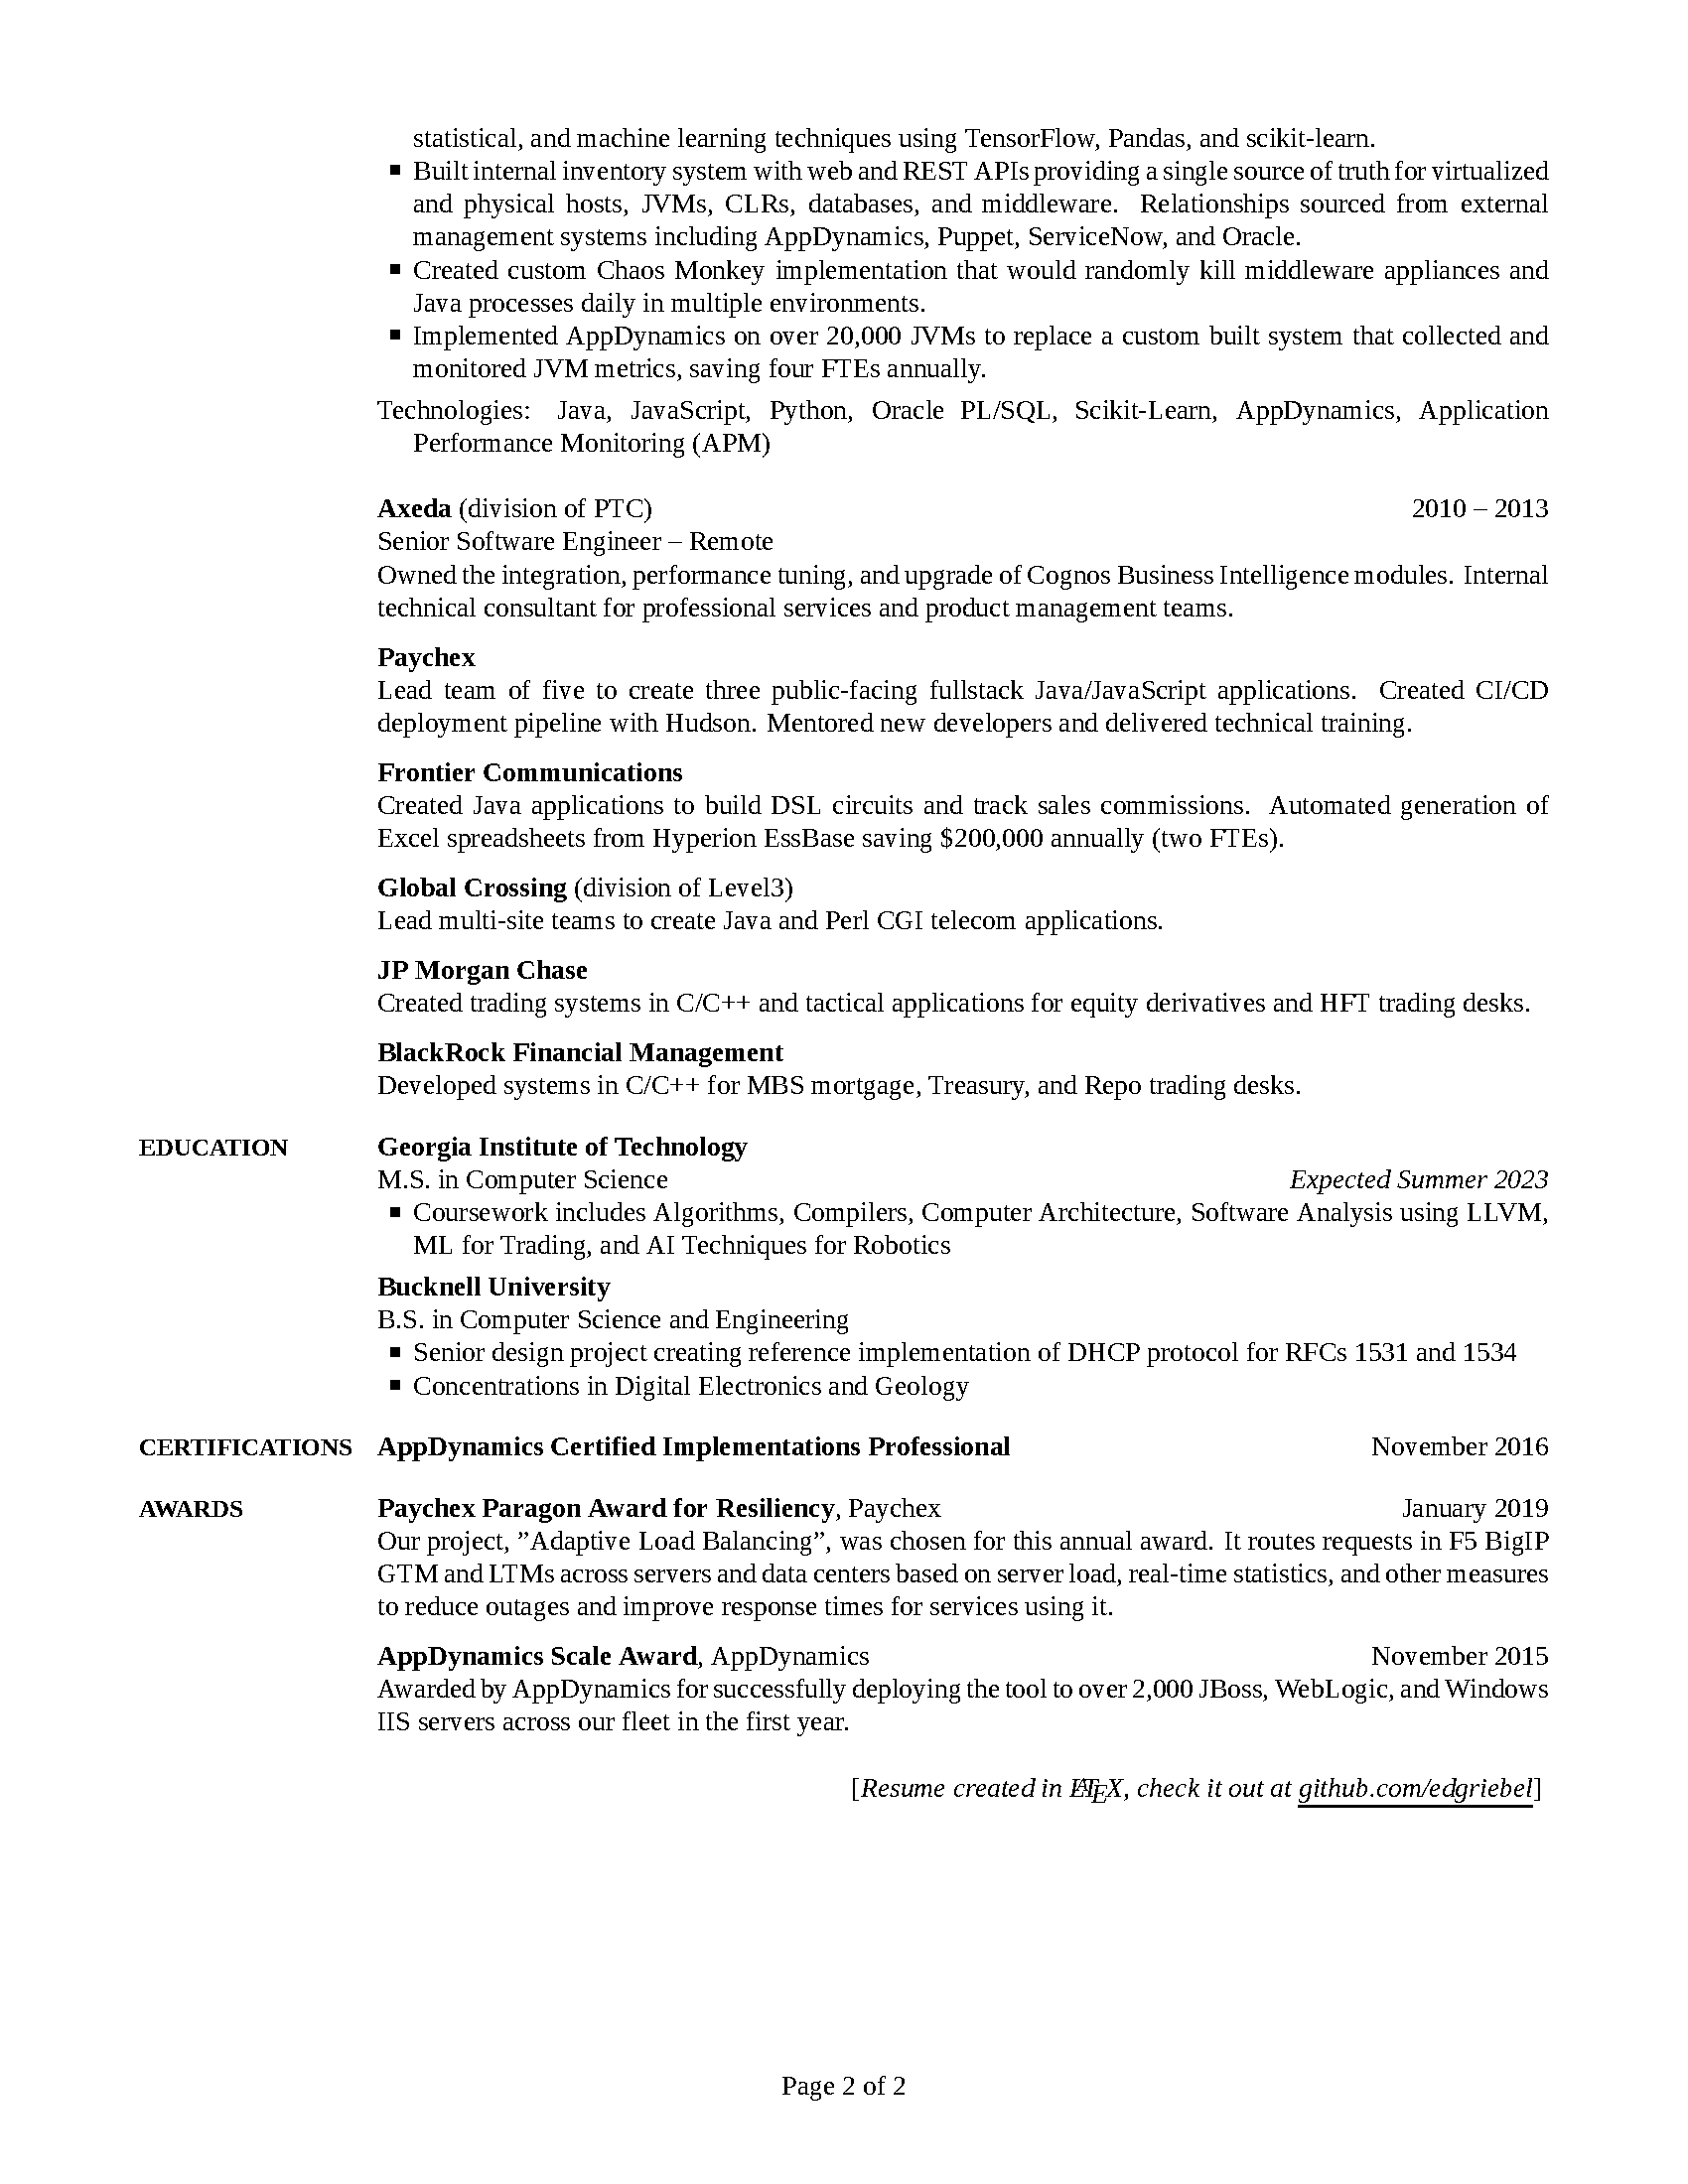 statistical, and machine learning techniques using TensorFlow, Pandas, and scikit-learn.
▪ Built internal inventory system with web and REST APIs providing a single source of truth for virtualized
and physical hosts, JVMs, CLRs, databases, and middleware. Relationships sourced from external
management systems including AppDynamics, Puppet, ServiceNow, and Oracle.
▪ Created custom Chaos Monkey implementation that would randomly kill middleware appliances and
Java processes daily in multiple environments.
▪ Implemented AppDynamics on over 20,000 JVMs to replace a custom built system that collected and
monitored JVM metrics, saving four FTEs annually.
Technologies: Java, JavaScript, Python, Oracle PL/SQL, Scikit-Learn, AppDynamics, Application
Performance Monitoring (APM)
Axeda (division of PTC) 2010 – 2013
Senior Software Engineer – Remote
Owned the integration, performance tuning, and upgrade of Cognos Business Intelligence modules. Internal
technical consultant for professional services and product management teams.
Paychex
Lead team of five to create three public-facing fullstack Java/JavaScript applications. Created CI/CD
deployment pipeline with Hudson. Mentored new developers and delivered technical training.
Frontier Communications
Created Java applications to build DSL circuits and track sales commissions. Automated generation of
Excel spreadsheets from Hyperion EssBase saving $200,000 annually (two FTEs).
Global Crossing (division of Level3)
Lead multi-site teams to create Java and Perl CGI telecom applications.
JP Morgan Chase
Created trading systems in C/C++ and tactical applications for equity derivatives and HFT trading desks.
BlackRock Financial Management
Developed systems in C/C++ for MBS mortgage, Treasury, and Repo trading desks.
EDUCATION Georgia Institute of Technology
M.S. in Computer Science Expected Summer 2023
▪ Coursework includes Algorithms, Compilers, Computer Architecture, Software Analysis using LLVM,
ML for Trading, and AI Techniques for Robotics
Bucknell University
B.S. in Computer Science and Engineering
▪ Senior design project creating reference implementation of DHCP protocol for RFCs 1531 and 1534
▪ Concentrations in Digital Electronics and Geology
CERTIFICATIONS AppDynamics Certified Implementations Professional November 2016
AWARDS Paychex Paragon Award for Resiliency, Paychex January 2019
Our project, ”Adaptive Load Balancing”, was chosen for this annual award. It routes requests in F5 BigIP
GTM and LTMs across servers and data centers based on server load, real-time statistics, and other measures
to reduce outages and improve response times for services using it.
AppDynamics Scale Award, AppDynamics November 2015
Awarded by AppDynamics for successfully deploying the tool to over 2,000 JBoss, WebLogic, and Windows
IIS servers across our fleet in the first year.
[Resume created in LATEX, check it out at github.com/edgriebel]
Page 2 of 2